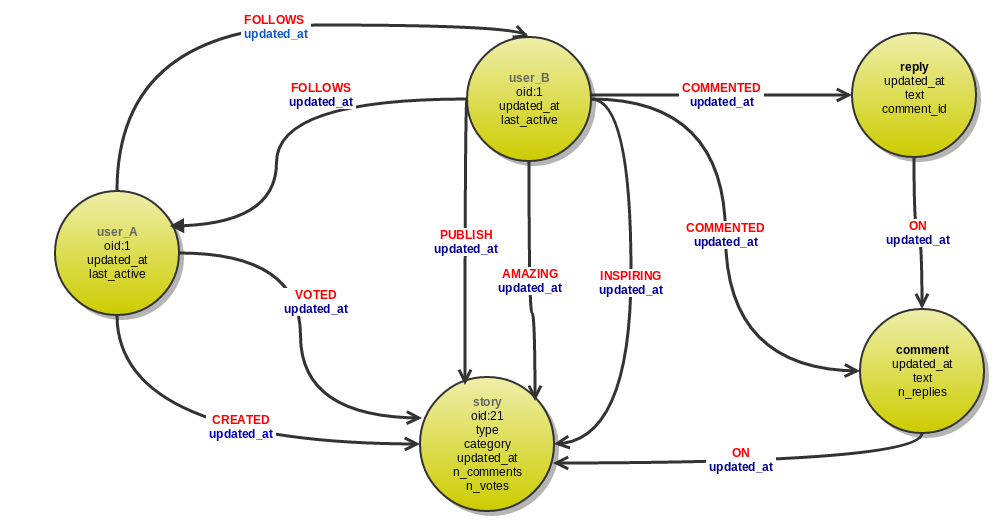 FOLLOWS
updated_at
user_B
oid:1
updated_at
last_active
reply
updated_at
text
comment_id
COMMENTED
updated_at
FOLLOWS
updated_at
user_A
oid:1
updated_at
last_active
PUBLISH
updated_at
AMAZING
updated_at
INSPIRING
updated_at
COMMENTED
updated_at
ON
updated_at
VOTED
updated_at
comment
updated_at
text
n_replies
story
oid:21
type
category
updated_at
n_comments
n_votes
CREATED
updated_at
ON
updated_at